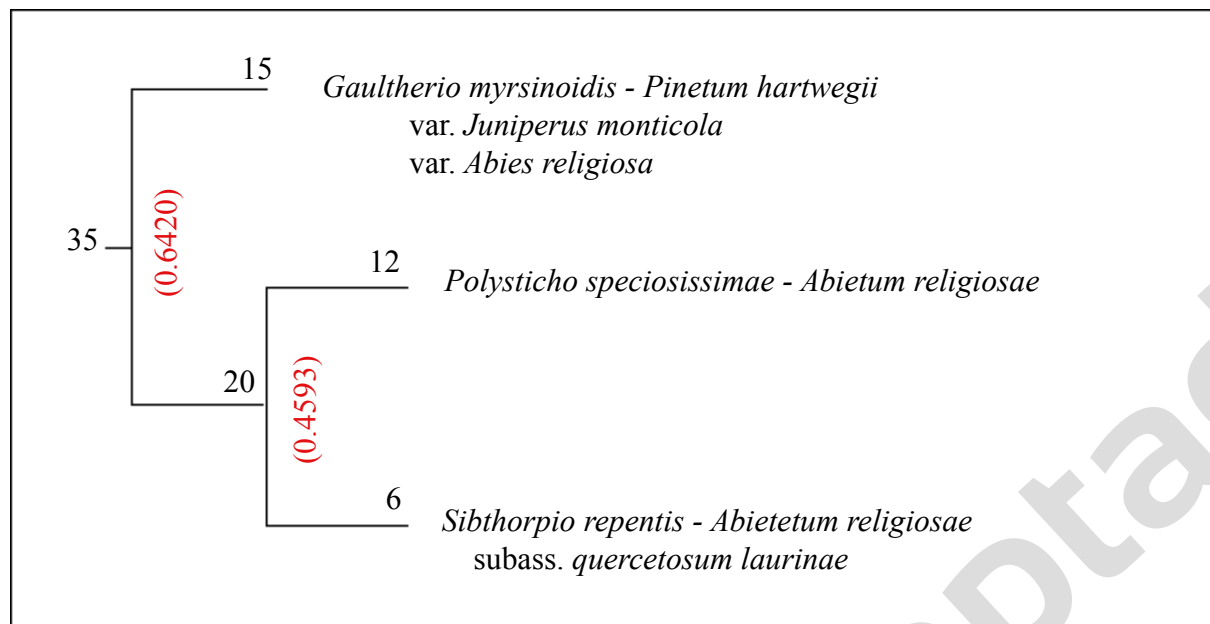 15
Gaultherio myrsinoidis - Pinetum hartwegii
var. Juniperus monticola
var. Abies religiosa
35
(0.6420)
12
Polysticho speciosissimae - Abietum religiosae
20
(0.4593)
6
Sibthorpio repentis - Abietetum religiosae
subass. quercetosum laurinae